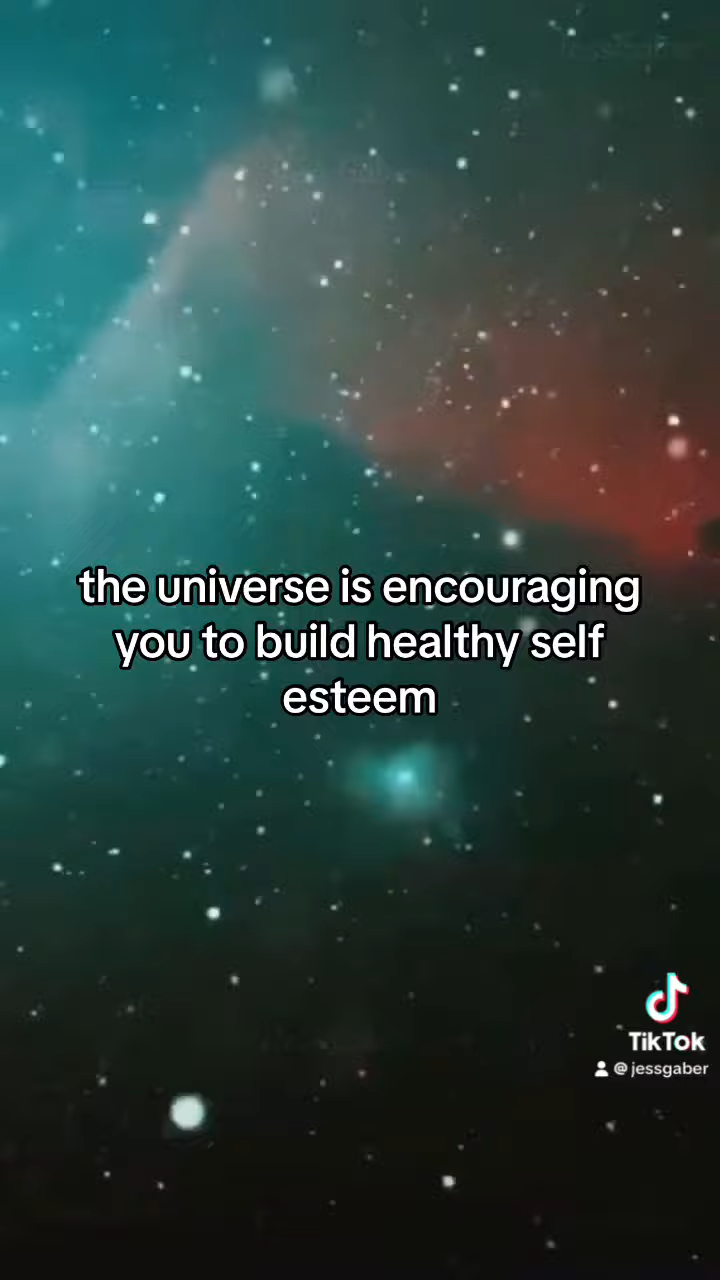 the universe is encouraging
you to build healthy self
esteem
TikTok
@jessgaber